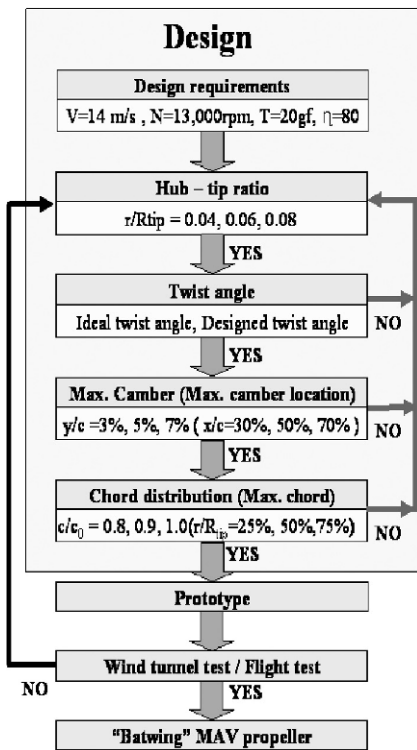 Design
Design requirements
V=14 m/s , N=13,000rpm, T=20gf, η=80
Hub – tip ratio
r/Rtip = 0.04, 0.06, 0.08
YES
Twist angle
Ideal twist angle, Designed twist angle
NO
YES
Max. Camber (Max. camber location)
y/c =3%, 5%, 7% ( x/c=30%, 50%, 70% )
NO
YES
Chord distribution (Max. chord)
c/c₀ = 0.8, 0.9, 1.0(r/Rtip=25%, 50%,75%)
NO
YES
Prototype
Wind tunnel test / Flight test
NO
YES
“Batwing” MAV propeller